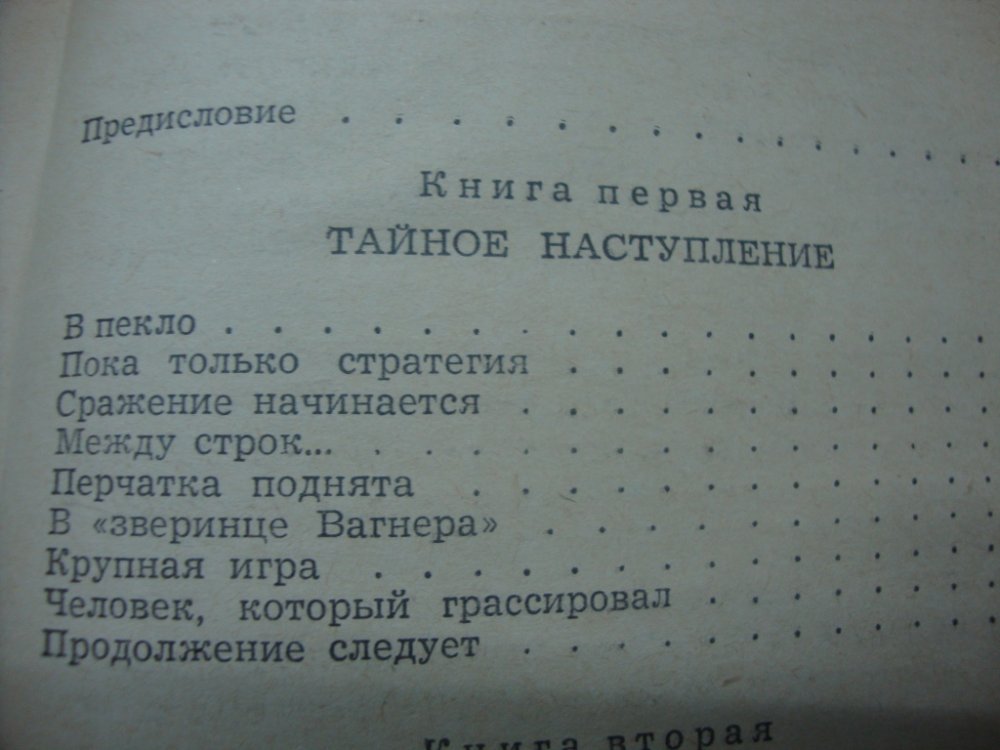 Предисловие . . . . . . . . . . . . . .
Книга первая
ТАЙНОЕ НАСТУПЛЕНИЕ
В пекло . . . . . . . . . . . . . . .
Пока только стратегия . . . . . . . . .
Сражение начинается . . . . . . . . . .
Между строк... . . . . . . . . . . . . .
Перчатка поднята . . . . . . . . . . .
В «зверинце Вагнера» . . . . . . . . . .
Крупная игра . . . . . . . . . . . . .
Человек, который грассировал . . . . . . .
Продолжение следует . . . . . . . . . .
Книга вторая